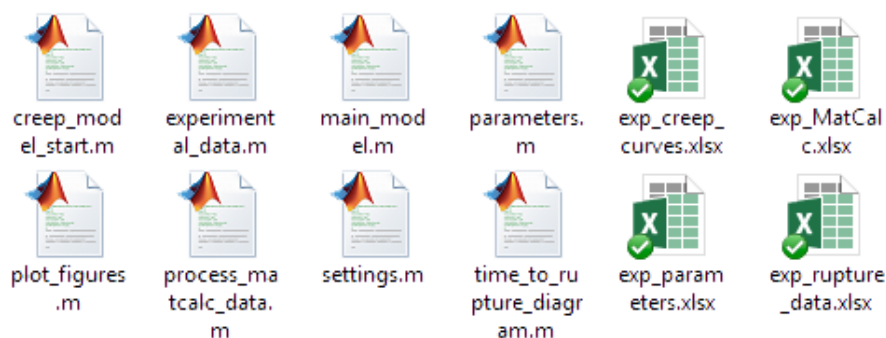 creep_mod
el_start.m
experiment
al_data.m
main_mod
el.m
parameters.
m
exp_creep_
curves.xlsx
exp_MatCal
c.xlsx
plot_figures
.m
process_ma
tcalc_data.
m
settings.m
time_to_ru
pture_diagr
am.m
exp_param
eters.xlsx
exp_rupture
_data.xlsx